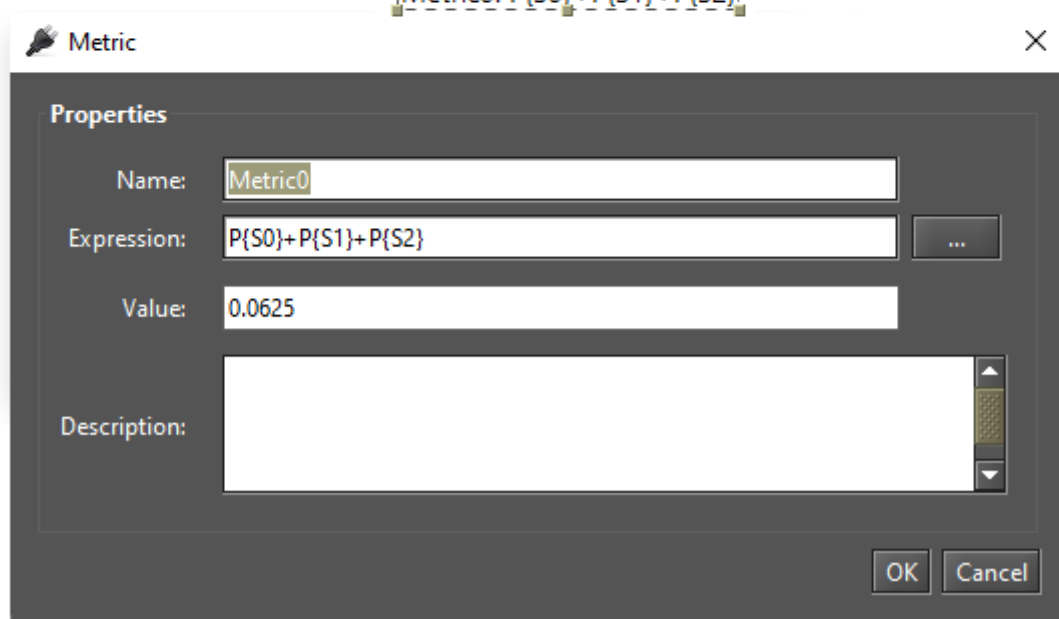 Metric
Properties
Name: Metric0
Expression: P{S0}+P{S1}+P{S2} ...
Value: 0.0625
Description:
OK Cancel